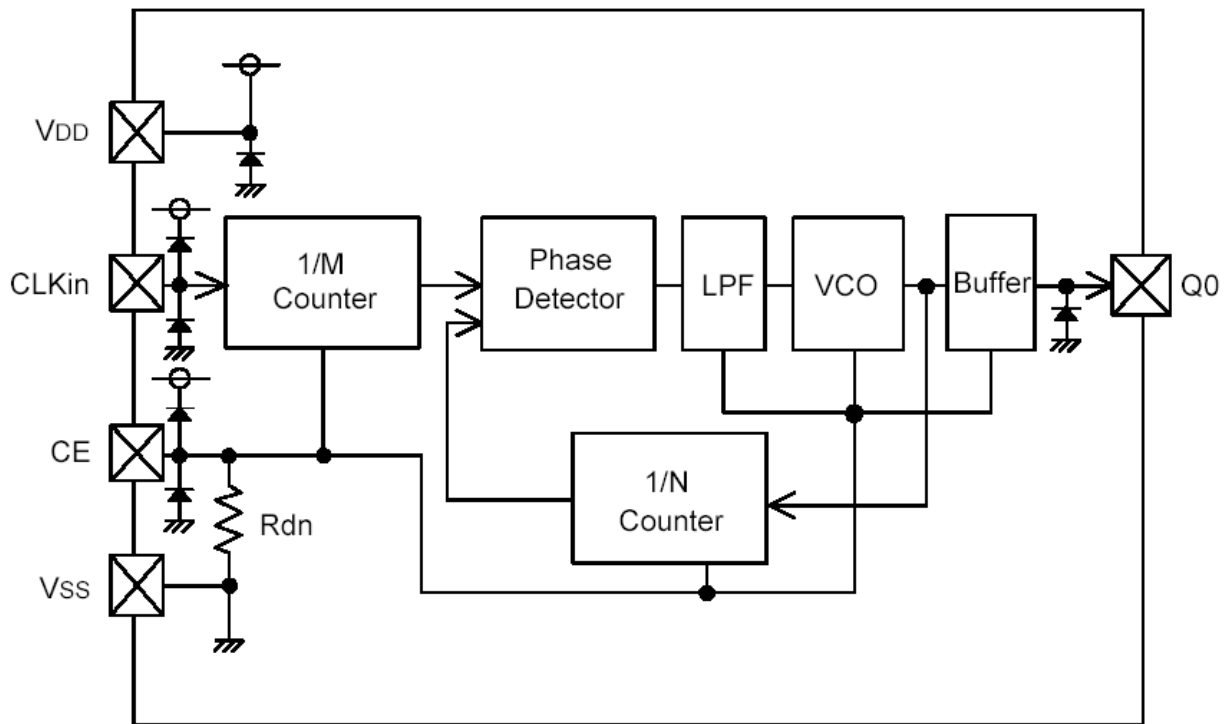 VDD
CLKin
1/M
Counter
Phase
Detector
LPF
VCO
Buffer
Q0
CE
Rdn
1/N
Counter
VSS